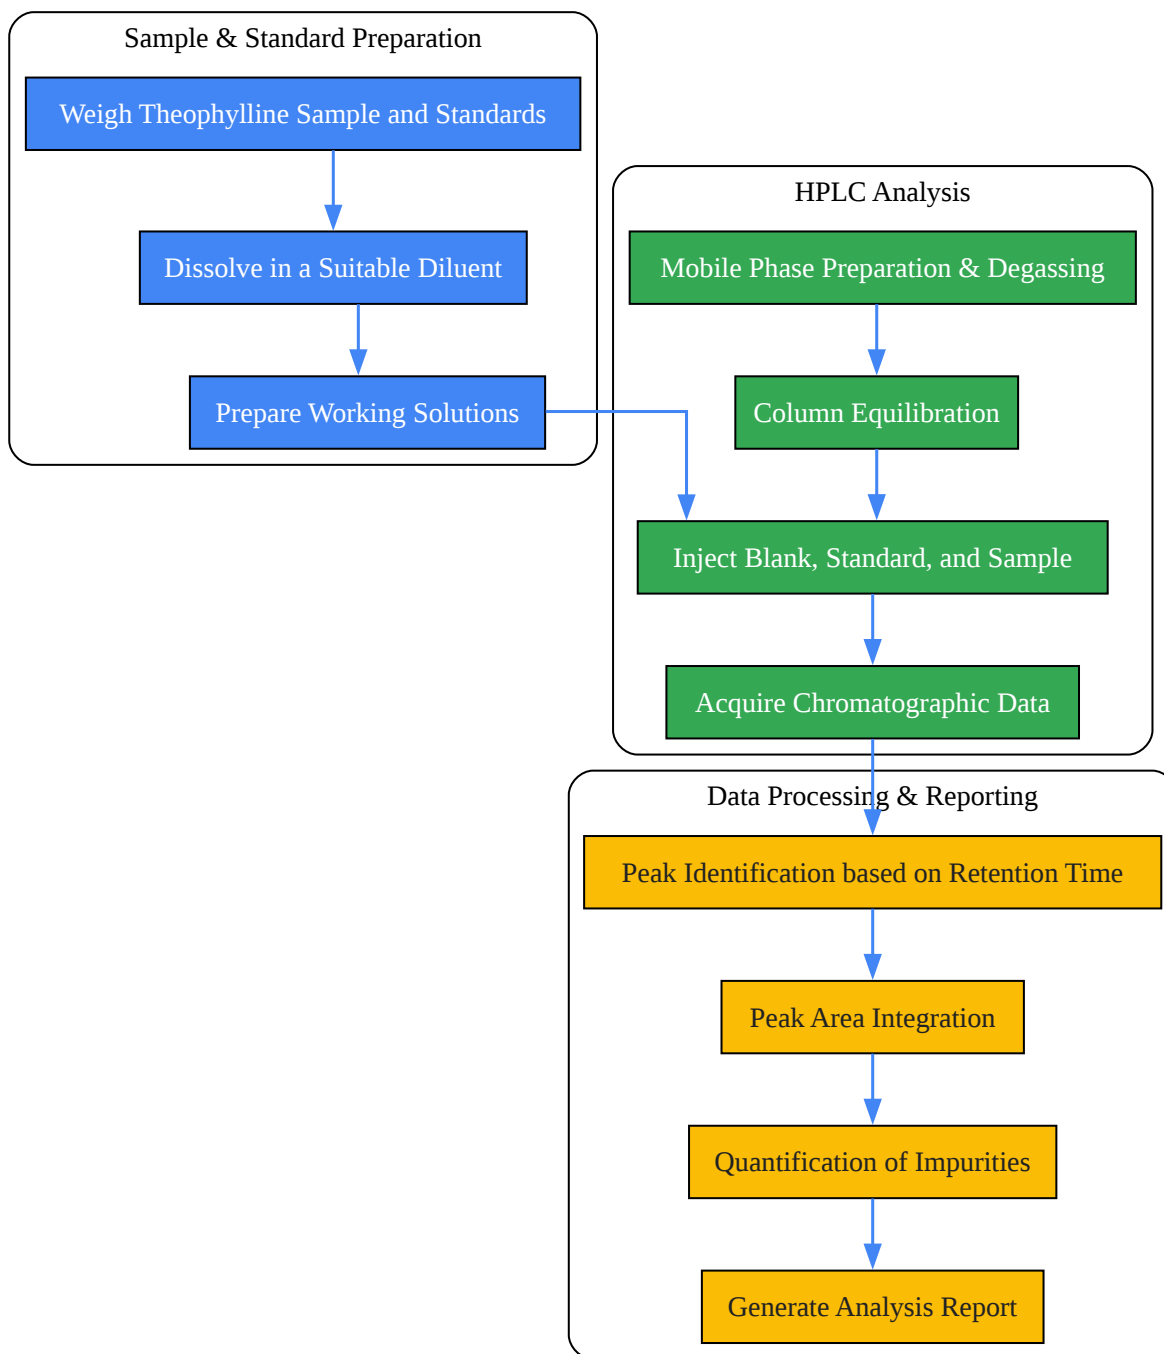 Sample & Standard Preparation
Weigh Theophylline Sample and Standards
Dissolve in a Suitable Diluent
Prepare Working Solutions
HPLC Analysis
Mobile Phase Preparation & Degassing
Column Equilibration
Inject Blank, Standard, and Sample
Acquire Chromatographic Data
Data Processing & Reporting
Peak Identification based on Retention Time
Peak Area Integration
Quantification of Impurities
Generate Analysis Report